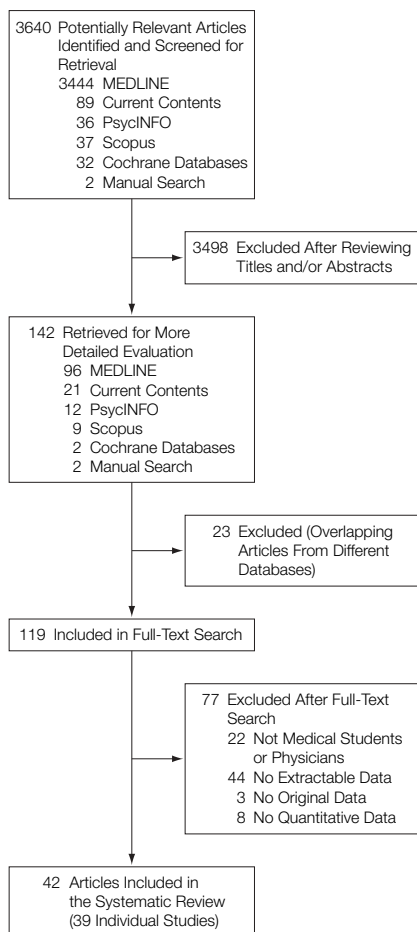 3640 Potentially Relevant Articles
Identified and Screened for
Retrieval
3444 MEDLINE
89 Current Contents
36 PsycINFO
37 Scopus
32 Cochrane Databases
2 Manual Search
3498 Excluded After Reviewing
Titles and/or Abstracts
142 Retrieved for More
Detailed Evaluation
96 MEDLINE
21 Current Contents
12 PsycINFO
9 Scopus
2 Cochrane Databases
2 Manual Search
23 Excluded (Overlapping
Articles From Different
Databases)
119 Included in Full-Text Search
77 Excluded After Full-Text
Search
22 Not Medical Students
or Physicians
44 No Extractable Data
3 No Original Data
8 No Quantitative Data
42 Articles Included in
the Systematic Review
(39 Individual Studies)